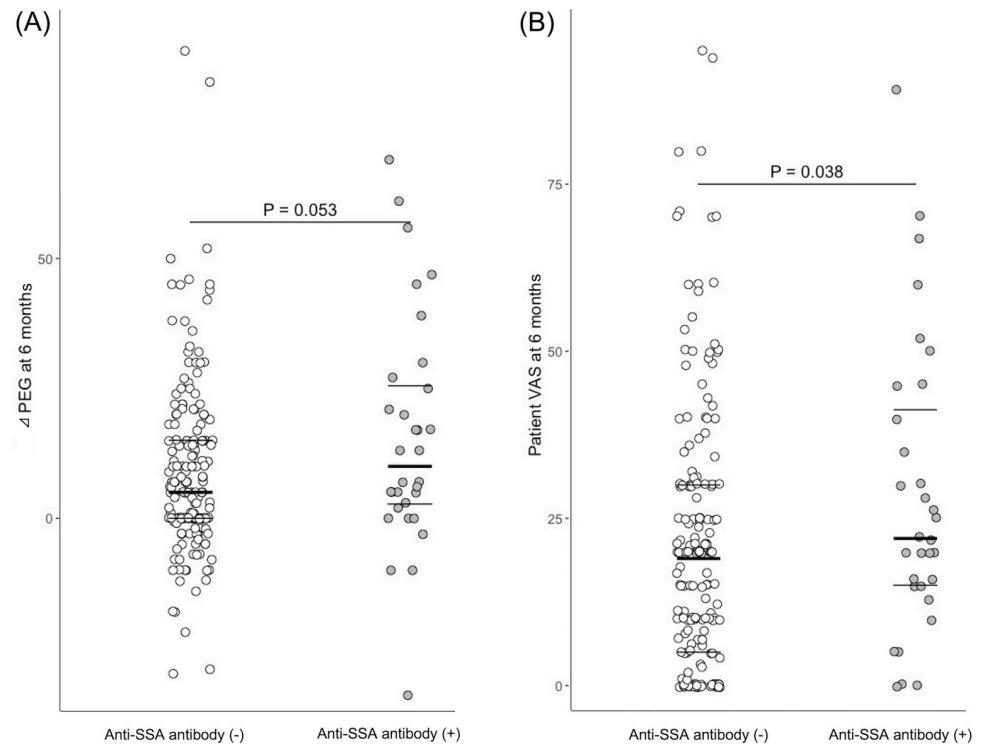 (A)
⊿ PEG at 6 months
50
0
P = 0.053
Anti-SSA antibody (-)
Anti-SSA antibody (+)
(B)
Patient VAS at 6 months
75
50
25
0
P = 0.038
Anti-SSA antibody (-)
Anti-SSA antibody (+)